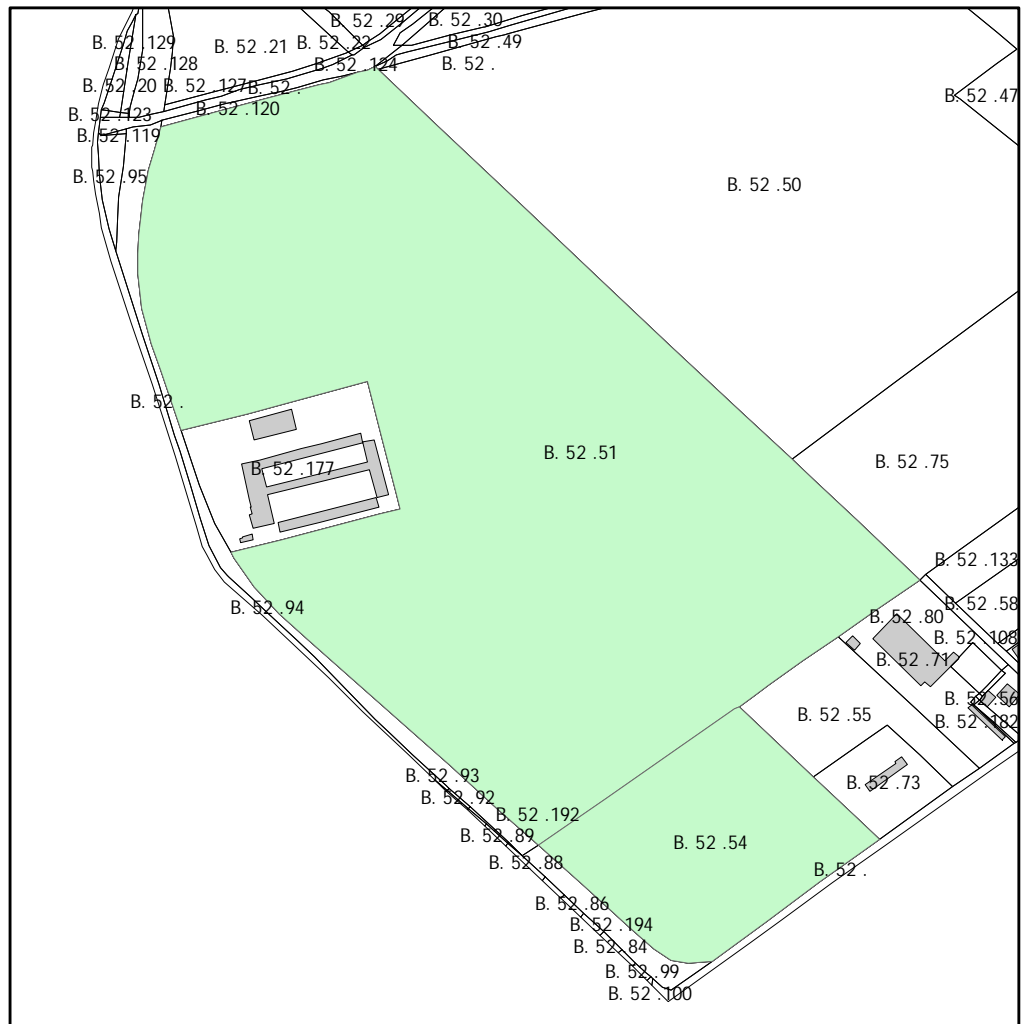 B. 52 .29
B. 52 .30
B. 52 .129
B. 52 .21
B. 52 .22
B. 52 .49
B. 52 .128
B. 52 .124
B. 52 .
B. 52 .20
B. 52 .127
B. 52 .
B. 52 .47
B. 52 .123
B. 52 .120
B. 52 .119
B. 52 .95
B. 52 .50
B. 52 .
B. 52 .51
B. 52 .75
B. 52 .177
B. 52 .133
B. 52 .94
B. 52 .58
B. 52 .80
B. 52 .108
B. 52 .71
B. 52 .56
B. 52 .55
B. 52 .182
B. 52 .93
B. 52 .73
B. 52 .92
B. 52 .192
B. 52 .89
B. 52 .54
B. 52 .88
B. 52 .
B. 52 .86
B. 52 .194
B. 52 .84
B. 52 .99
B. 52 .100